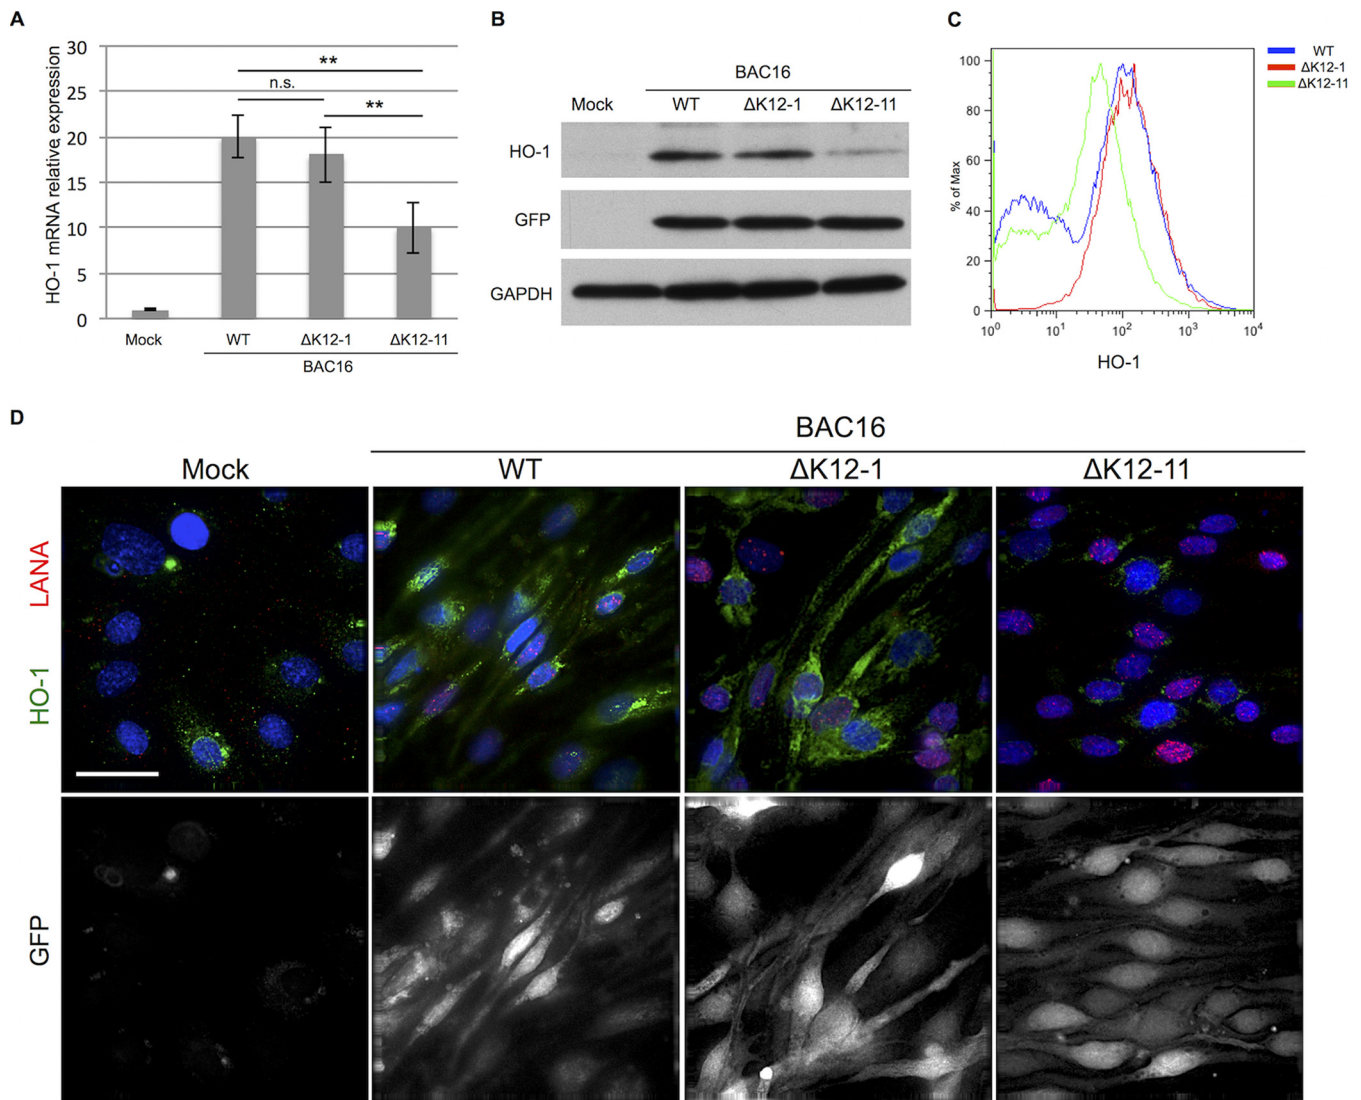 A
HO-1 mRNA relative expression
30
25
20
15
10
5
0
**
n.s.
**
Mock
WT
ΔK12-1
ΔK12-11
BAC16
B
BAC16
Mock
WT
ΔK12-1
ΔK12-11
HO-1
GFP
GAPDH
C
% of Max
100
80
60
40
20
0
10⁰
10¹
10²
10³
10⁴
HO-1
WT
ΔK12-1
ΔK12-11
D
BAC16
Mock
WT
ΔK12-1
ΔK12-11
HO-1 LANA
GFP